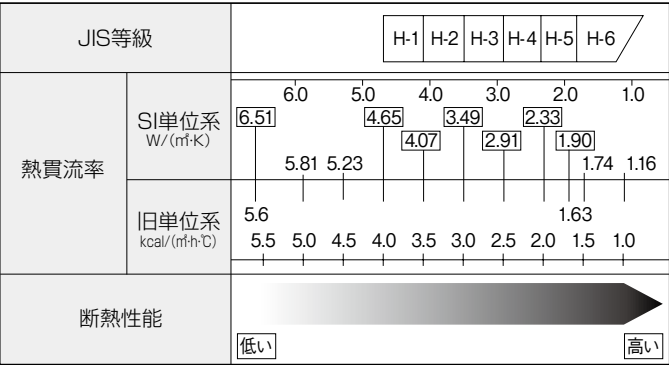 JIS等級
H-1 H-2 H-3 H-4 H-5 H-6
熱貫流率
SI単位系
W/(㎡·K)
6.0 5.0 4.0 3.0 2.0 1.0
6.51 4.65 3.49 2.33
4.07 2.91 1.90
5.81 5.23 1.74 1.16
旧単位系
kcal/(㎡·h·℃)
5.6 1.63
5.5 5.0 4.5 4.0 3.5 3.0 2.5 2.0 1.5 1.0
断熱性能
低い 高い